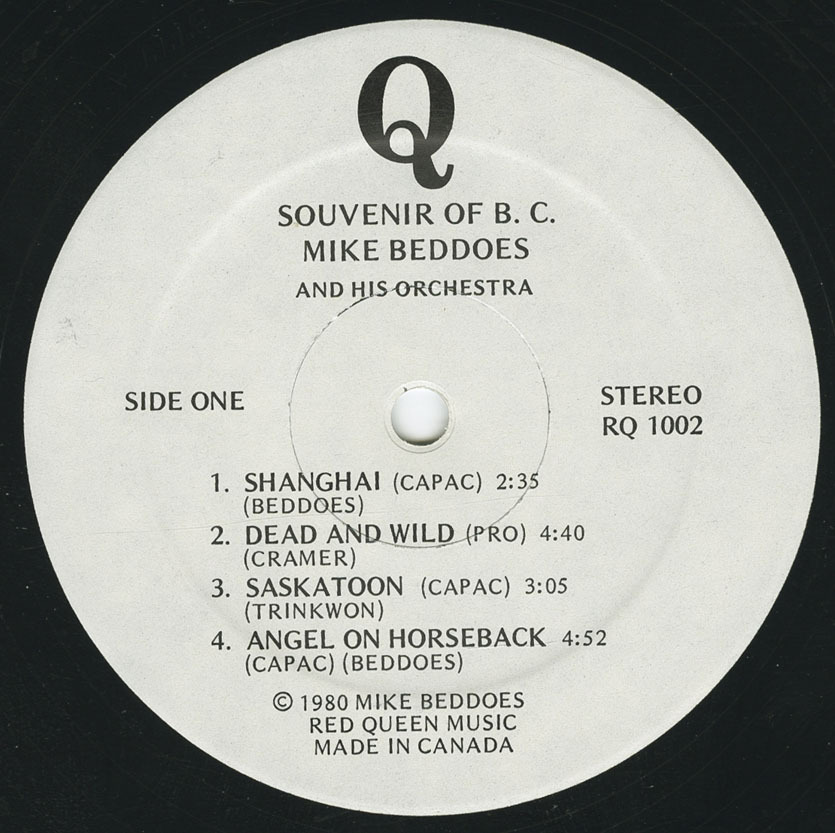 Q
SOUVENIR OF B. C.
MIKE BEDDOES
AND HIS ORCHESTRA
SIDE ONE
STEREO
RQ 1002
1. SHANGHAI (CAPAC) 2:35
(BEDDOES)
2. DEAD AND WILD (PRO) 4:40
(CRAMER)
3. SASKATOON (CAPAC) 3:05
(TRINKWON)
4. ANGEL ON HORSEBACK 4:52
(CAPAC) (BEDDOES)
© 1980 MIKE BEDDOES
RED QUEEN MUSIC
MADE IN CANADA